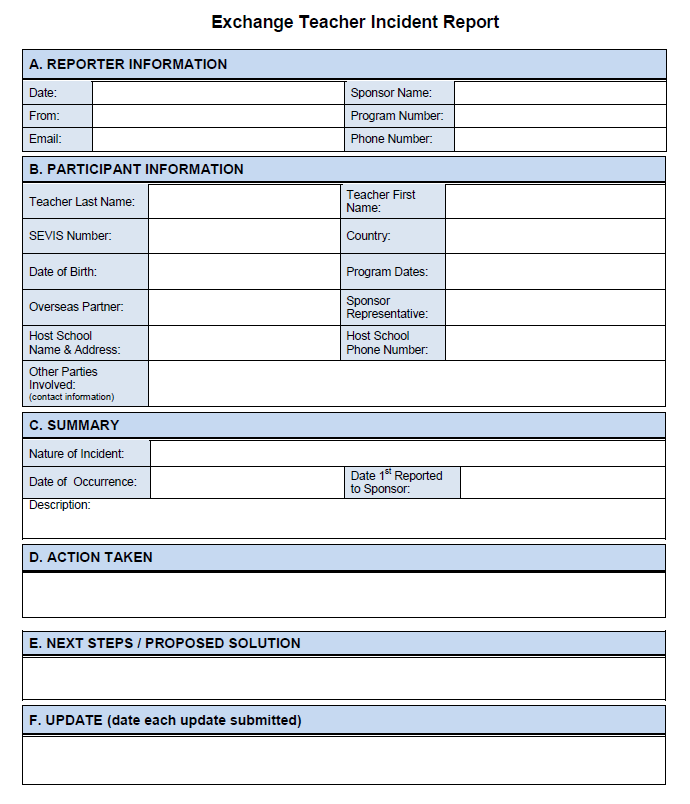 Exchange Teacher Incident Report
A. REPORTER INFORMATION
Date: Sponsor Name:
From: Program Number:
Email: Phone Number:
B. PARTICIPANT INFORMATION
Teacher Last Name: Teacher First
Name:
SEVIS Number: Country:
Date of Birth: Program Dates:
Overseas Partner: Sponsor
Representative:
Host School
Name & Address:
Host School
Phone Number:
Other Parties
Involved:
(contact information)
C. SUMMARY
Nature of Incident:
Date of Occurrence: Date 1st Reported
to Sponsor:
Description:
D. ACTION TAKEN
E. NEXT STEPS / PROPOSED SOLUTION
F. UPDATE (date each update submitted)